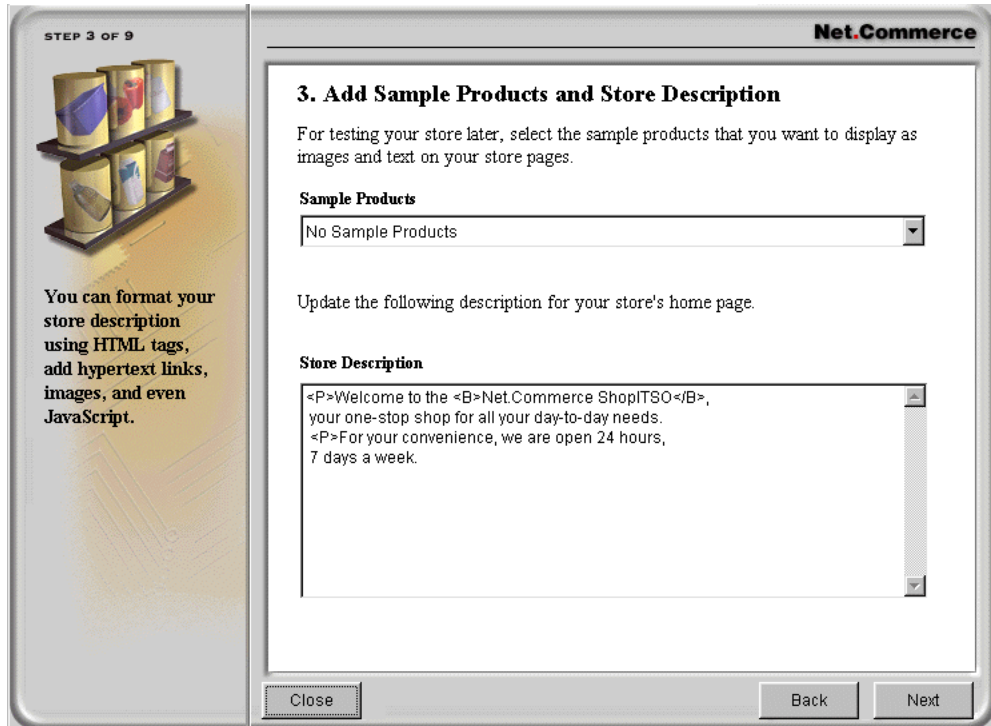 STEP 3 OF 9
Net.Commerce
3. Add Sample Products and Store Description
For testing your store later, select the sample products that you want to display as
images and text on your store pages.
Sample Products
No Sample Products
You can format your
store description
using HTML tags,
add hypertext links,
images, and even
JavaScript.
Update the following description for your store's home page.
Store Description
<P>Welcome to the <B>Net.Commerce ShopITSO</B>,
your one-stop shop for all your day-to-day needs.
<P>For your convenience, we are open 24 hours,
7 days a week.
Close
Back
Next